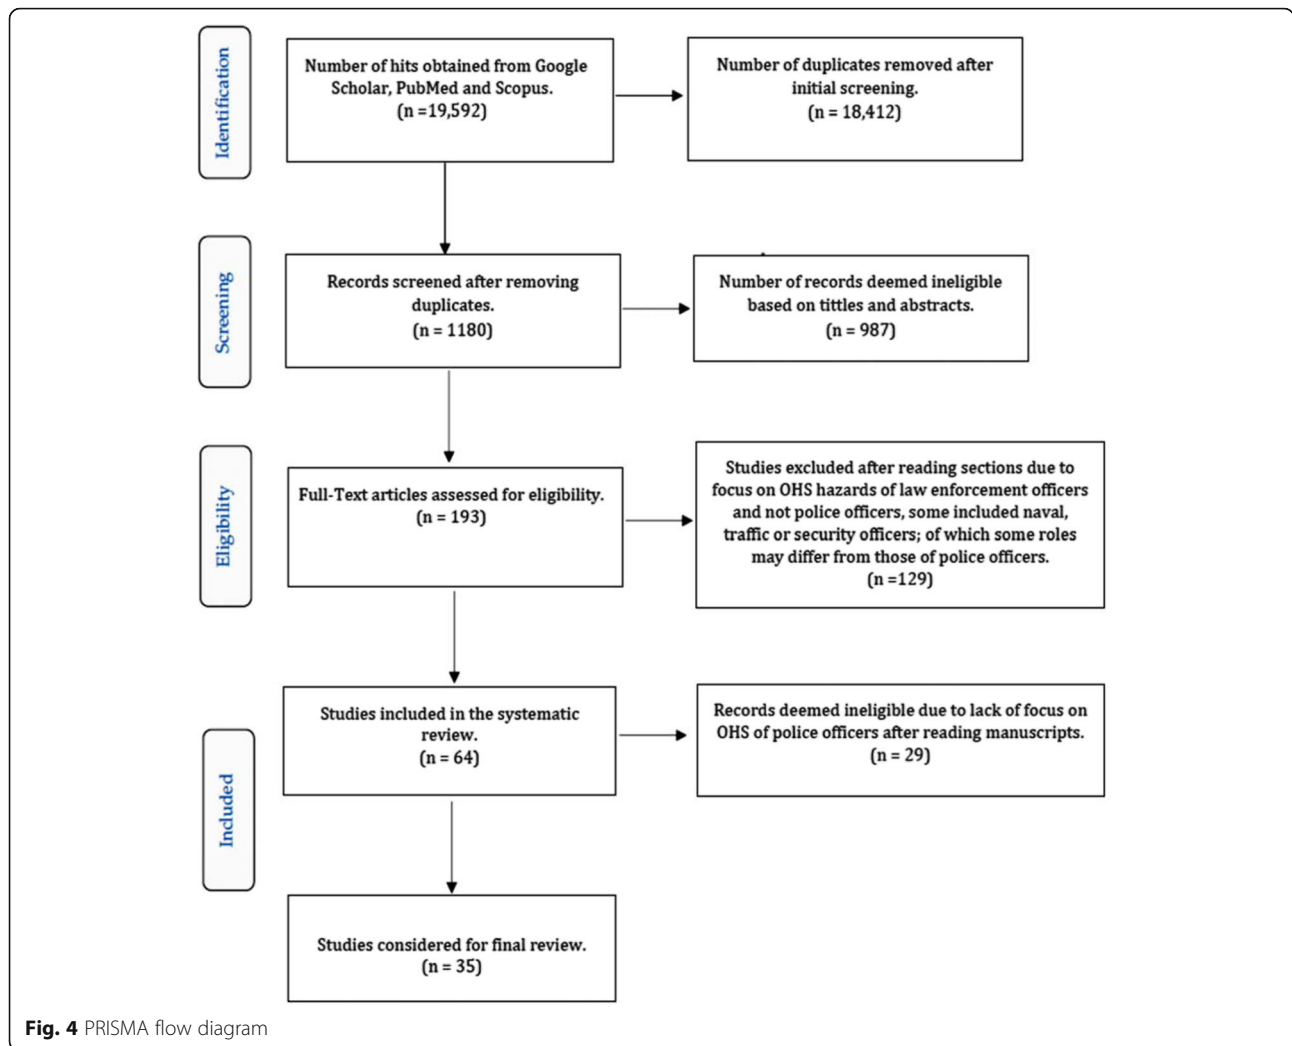 Identification
Number of hits obtained from Google
Scholar, PubMed and Scopus.
(n =19,592)
Number of duplicates removed after
initial screening.
(n = 18,412)
Screening
Records screened after removing
duplicates.
(n = 1180)
Number of records deemed ineligible
based on tittles and abstracts.
(n = 987)
Eligibility
Full-Text articles assessed for eligibility.
(n = 193)
Studies excluded after reading sections due to
focus on OHS hazards of law enforcement officers
and not police officers, some included naval,
traffic or security officers; of which some roles
may differ from those of police officers.
(n =129)
Included
Studies included in the systematic
review.
(n = 64)
Records deemed ineligible due to lack of focus on
OHS of police officers after reading manuscripts.
(n = 29)
Studies considered for final review.
(n = 35)
Fig. 4 PRISMA flow diagram